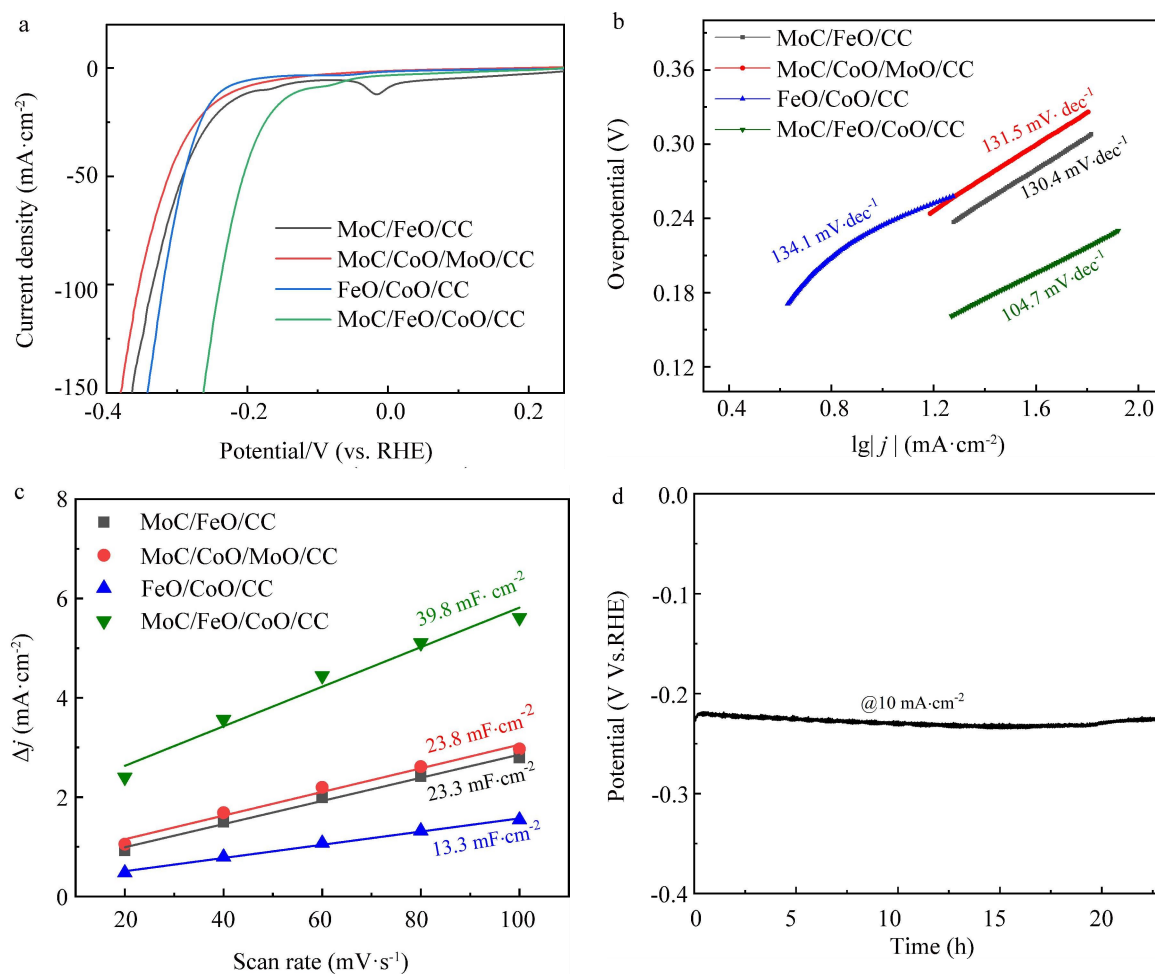 a
Current density (mA·cm⁻²)
0
-50
-100
-150
-0.4
-0.2
0.0
0.2
Potential/V (vs. RHE)
MoC/FeO/CC
MoC/CoO/MoO/CC
FeO/CoO/CC
MoC/FeO/CoO/CC
b
Overpotential (V)
0.36
0.30
0.24
0.18
0.12
0.4
0.8
1.2
1.6
2.0
lg| j | (mA·cm⁻²)
MoC/FeO/CC
MoC/CoO/MoO/CC
FeO/CoO/CC
MoC/FeO/CoO/CC
131.5 mV· dec⁻¹
130.4 mV·dec⁻¹
134.1 mV·dec⁻¹
104.7 mV·dec⁻¹
c
Δj (mA·cm⁻²)
8
6
4
2
0
20
40
60
80
100
Scan rate (mV·s⁻¹)
MoC/FeO/CC
MoC/CoO/MoO/CC
FeO/CoO/CC
MoC/FeO/CoO/CC
39.8 mF· cm⁻²
23.8 mF·cm⁻²
23.3 mF·cm⁻²
13.3 mF·cm⁻²
d
Potential (V Vs.RHE)
0.0
-0.1
-0.2
-0.3
-0.4
0
5
10
15
20
Time (h)
@10 mA·cm⁻²